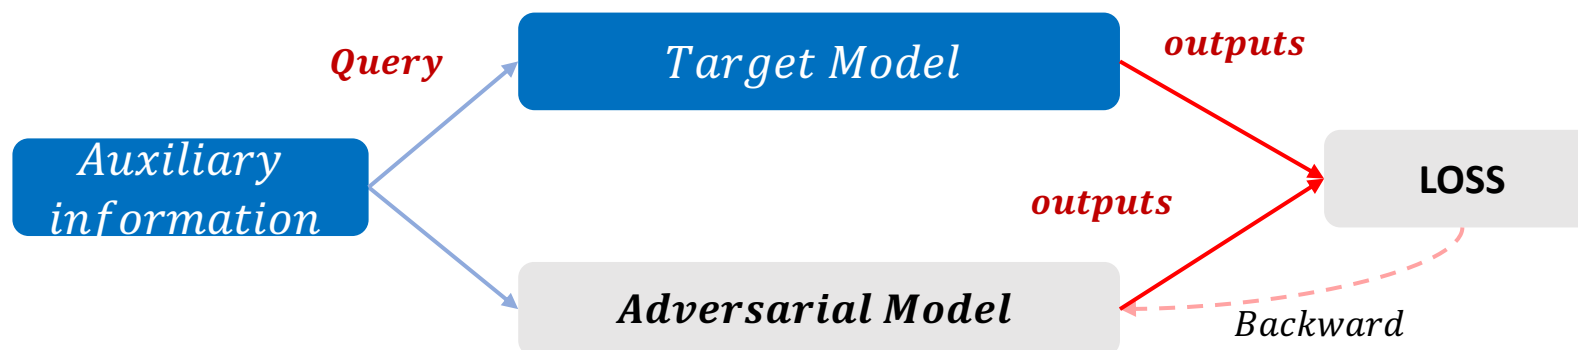 Query
Target Model
outputs
Auxiliary
information
outputs
LOSS
Adversarial Model
Backward